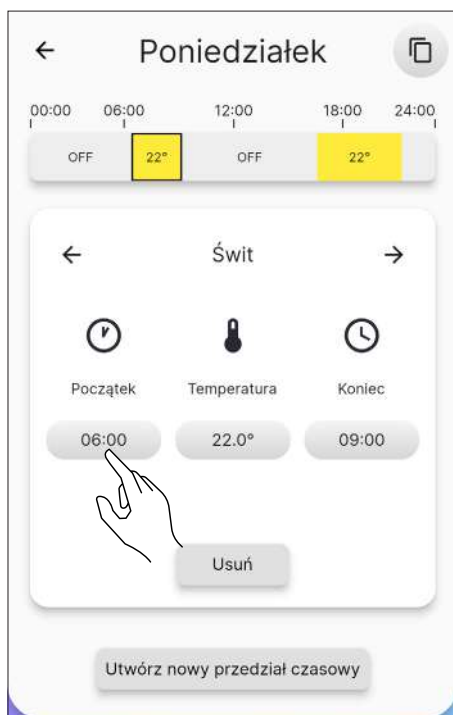 Poniedziałek
00:00 06:00 12:00 18:00 24:00
OFF 22° OFF 22°
Świt
Początek Temperatura Koniec
06:00 22.0° 09:00
Usuń
Utwórz nowy przedział czasowy